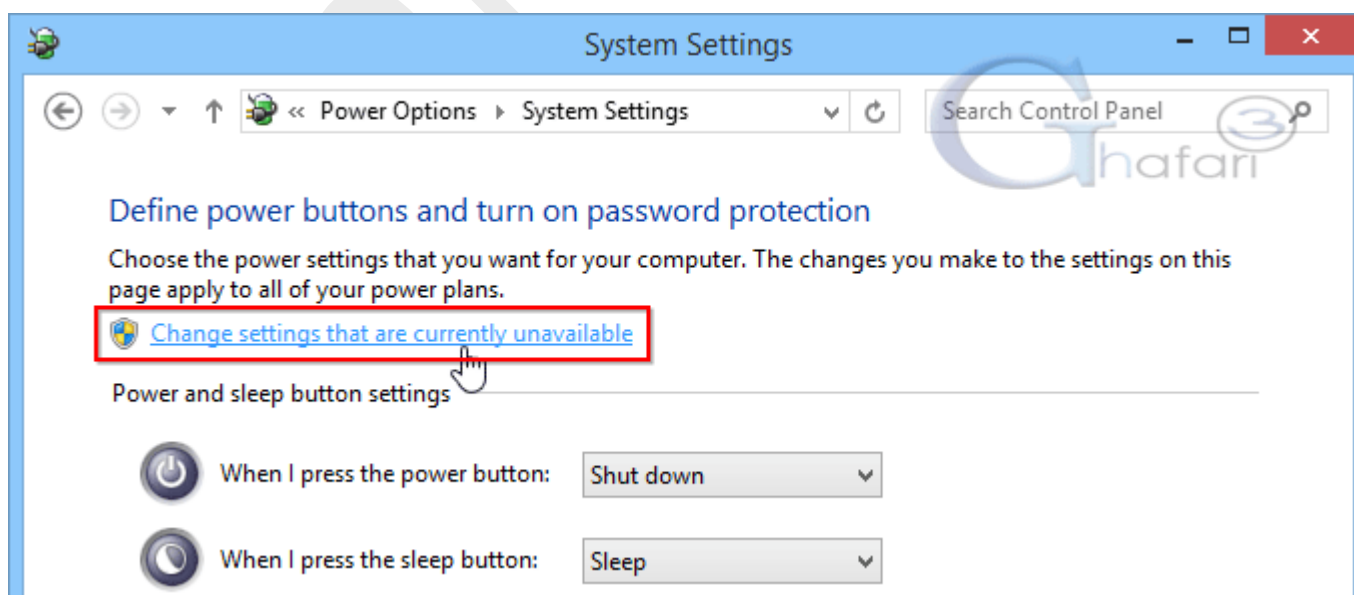 System Settings
« Power Options System Settings
Search Control Panel
G3hafari
Define power buttons and turn on password protection
Choose the power settings that you want for your computer. The changes you make to the settings on this
page apply to all of your power plans.
Change settings that are currently unavailable
Power and sleep button settings
When I press the power button: Shut down
When I press the sleep button: Sleep